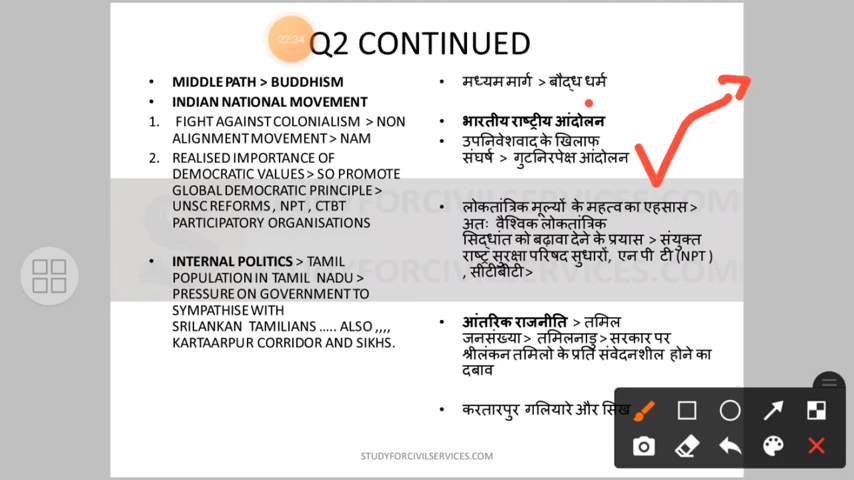 27:34
Q2 CONTINUED
• MIDDLE PATH > BUDDHISM
• INDIAN NATIONAL MOVEMENT
1. FIGHT AGAINST COLONIALISM > NON
ALIGNMENT MOVEMENT > NAM
2. REALISED IMPORTANCE OF
DEMOCRATIC VALUES > SO PROMOTE
GLOBAL DEMOCRATIC PRINCIPLE >
UNSC REFORMS , NPT , CTBT
PARTICIPATORY ORGANISATIONS
• INTERNAL POLITICS > TAMIL
POPULATION IN TAMIL NADU >
PRESSURE ON GOVERNMENT TO
SYMPATHISE WITH
SRILANKAN TAMILIANS ..... ALSO ,,,,
KARTAARPUR CORRIDOR AND SIKHS.
• मध्यम मार्ग > बौद्ध धर्म
• भारतीय राष्ट्रीय आंदोलन
• उपनिवेशवाद के खिलाफ
संघर्ष > गुटनिरपेक्ष आंदोलन
• लोकतांत्रिक मूल्यों के महत्व का एहसास>
अतः वैश्विक लोकतांत्रिक
सिद्धांत को बढ़ावा देने के प्रयास > संयुक्त
राष्ट्र सुरक्षा परिषद सुधारों, एन पी टी (NPT )
, सीटीबीटी>
• आंतरिक राजनीति > तमिल
जनसंख्या> तमिलनाडु > सरकार पर
श्रीलंकन तमिलो के प्रति संवेदनशील होने का
दबाव
• करतारपुर गलियारे और सिख
STUDYFORCIVILSERVICES.COM